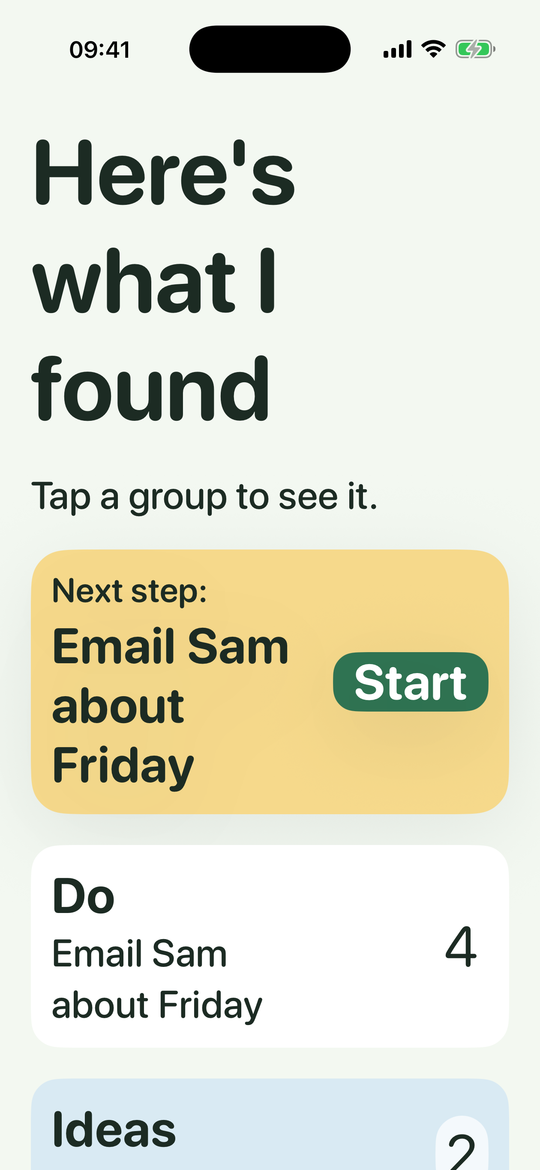 09:41
Here's
what I
found
Tap a group to see it.
Next step:
Email Sam
about
Friday
Start
Do
Email Sam
about Friday
4
Ideas
2